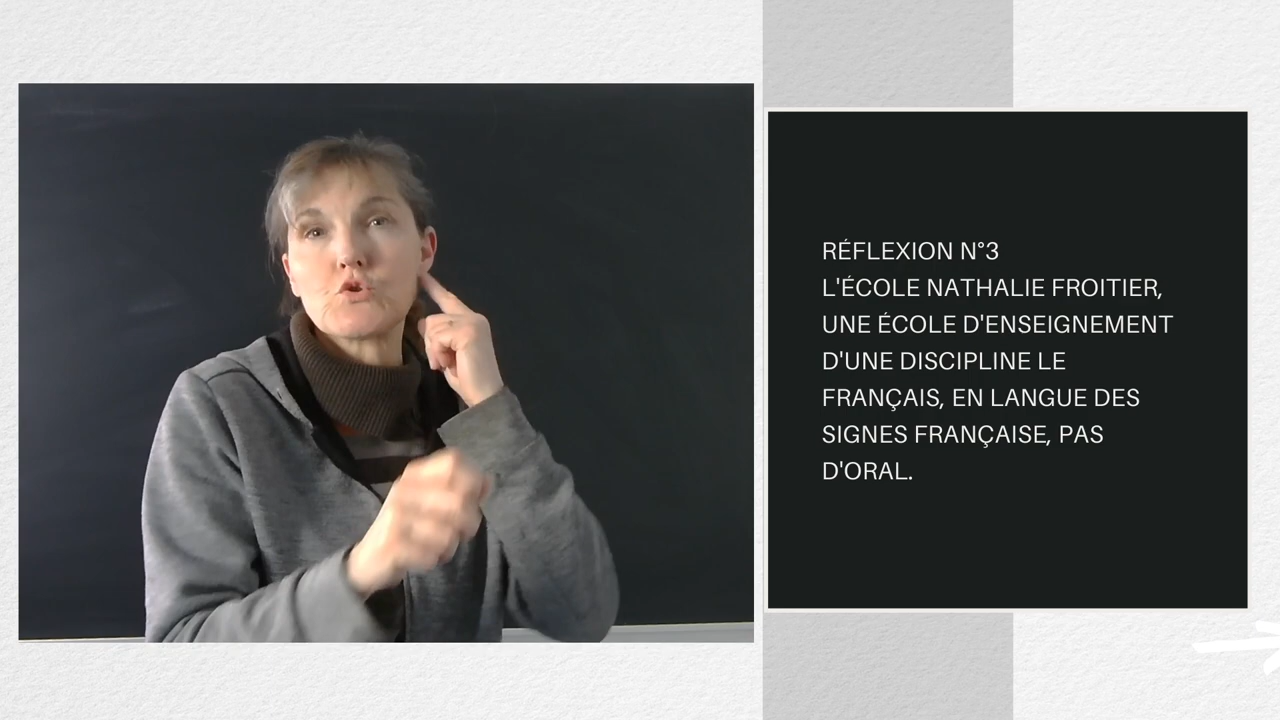 RÉFLEXION N°3
L'ÉCOLE NATHALIE FROITIER,
UNE ÉCOLE D'ENSEIGNEMENT
D'UNE DISCIPLINE LE
FRANÇAIS, EN LANGUE DES
SIGNES FRANÇAISE, PAS
D'ORAL.